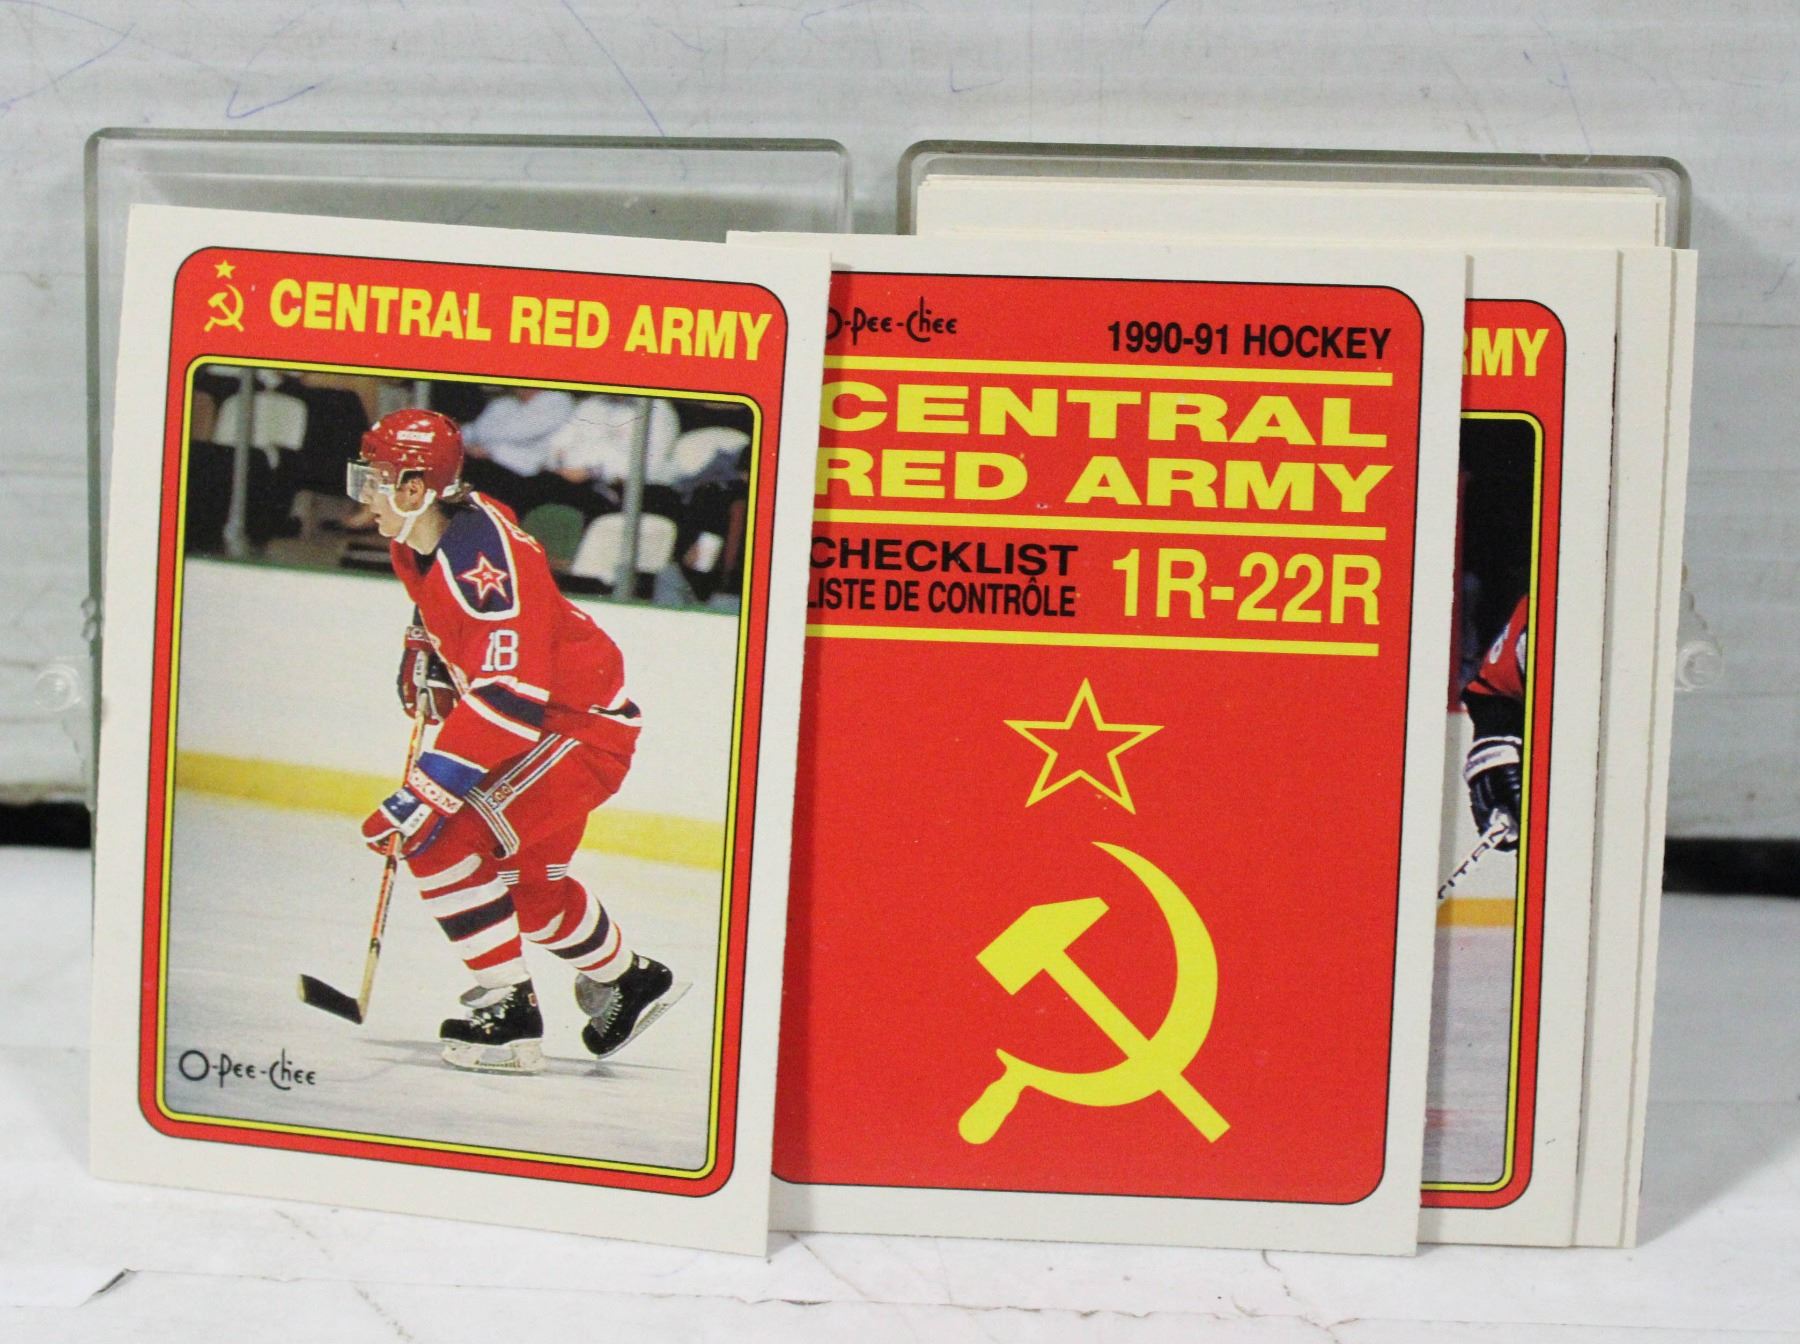 CENTRAL RED ARMY
18
O-Pee-Chee
O-Pee-Chee
1990-91 HOCKEY
CENTRAL
RED ARMY
CHECKLIST
LISTE DE CONTRÔLE
1R-22R
RMY
TITAN